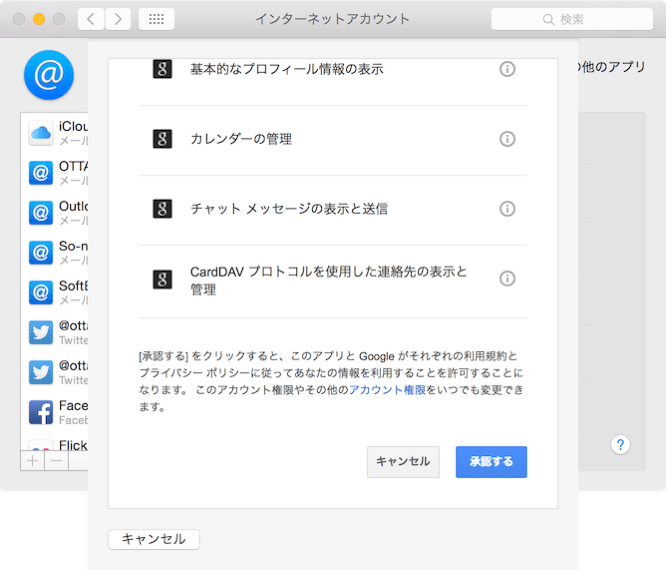 インターネットアカウント
検索
の他のアプリ
基本的なプロフィール情報の表示
カレンダーの管理
チャット メッセージの表示と送信
CardDAV プロトコルを使用した連絡先の表示と
管理
[承認する] をクリックすると、このアプリと Google がそれぞれの利用規約と
プライバシー ポリシーに従ってあなたの情報を利用することを許可することに
なります。 このアカウント権限やその他のアカウント権限をいつでも変更でき
ます。
キャンセル
承認する
キャンセル
iClou
メール
OTTA
メール
Outlo
メール
So-n
メール
SoftB
メール
@otta
Twitte
@otta
Twitte
Face
Faceb
Flick